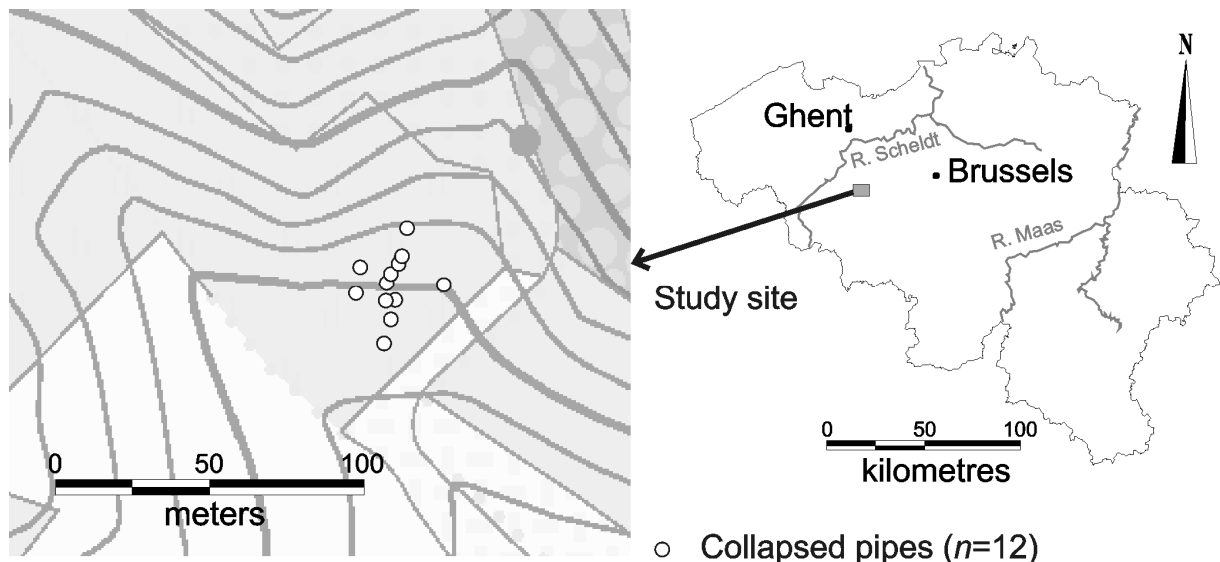 0 50 100
meters
N
Ghent
R. Scheldt
Brussels
R. Maas
Study site
0 50 100
kilometres
Collapsed pipes (n=12)